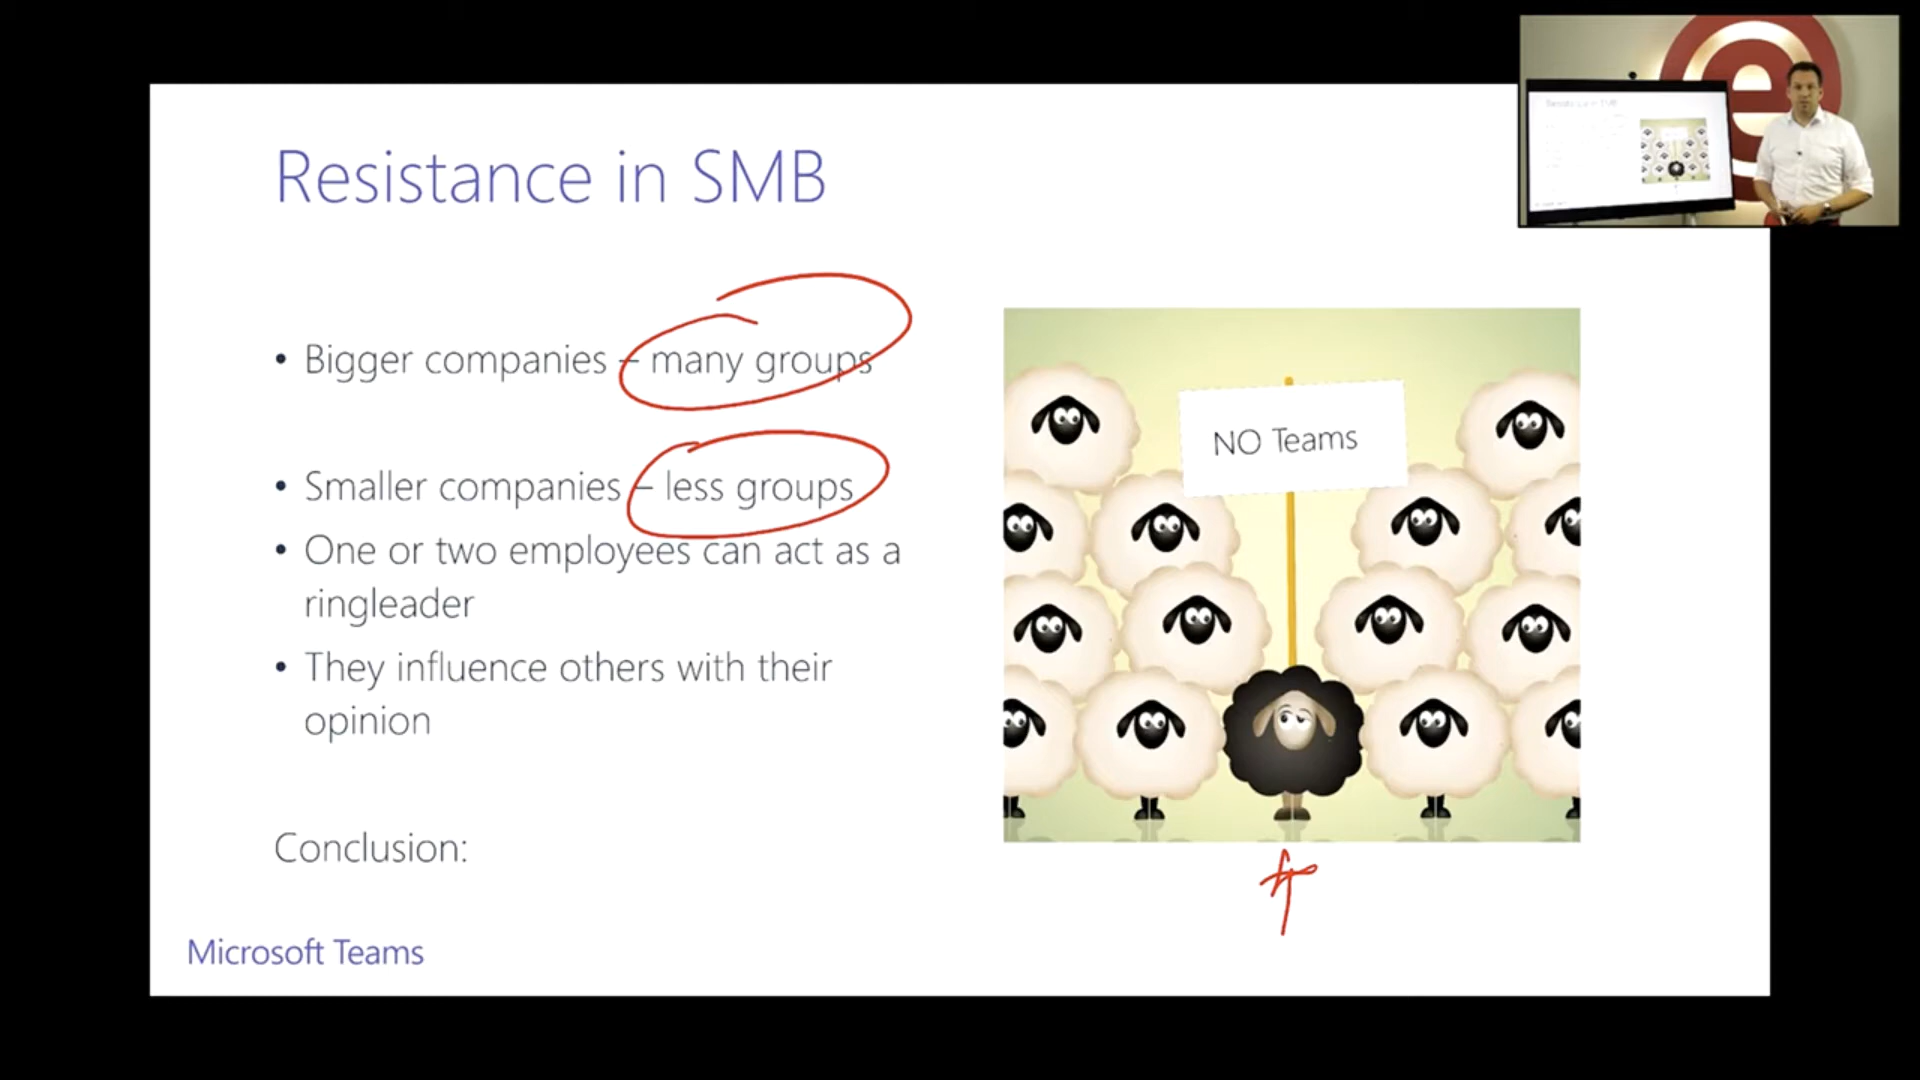 Resistance in SMB
• Bigger companies – many groups
• Smaller companies – less groups
• One or two employees can act as a
ringleader
• They influence others with their
opinion
Conclusion:
Microsoft Teams
NO Teams
e